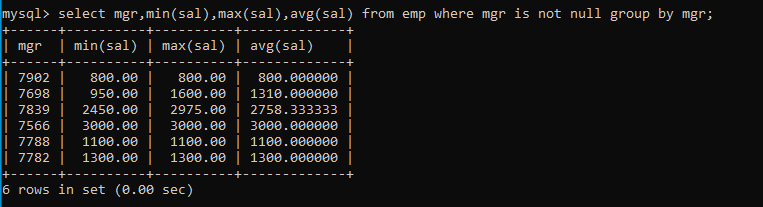 mysql> select mgr,min(sal),max(sal),avg(sal) from emp where mgr is not null group by mgr;
+------+----------+----------+-------------+
| mgr  | min(sal) | max(sal) | avg(sal)    |
+------+----------+----------+-------------+
| 7902 |   800.00 |   800.00 |  800.000000 |
| 7698 |   950.00 |  1600.00 | 1310.000000 |
| 7839 |  2450.00 |  2975.00 | 2758.333333 |
| 7566 |  3000.00 |  3000.00 | 3000.000000 |
| 7788 |  1100.00 |  1100.00 | 1100.000000 |
| 7782 |  1300.00 |  1300.00 | 1300.000000 |
+------+----------+----------+-------------+
6 rows in set (0.00 sec)